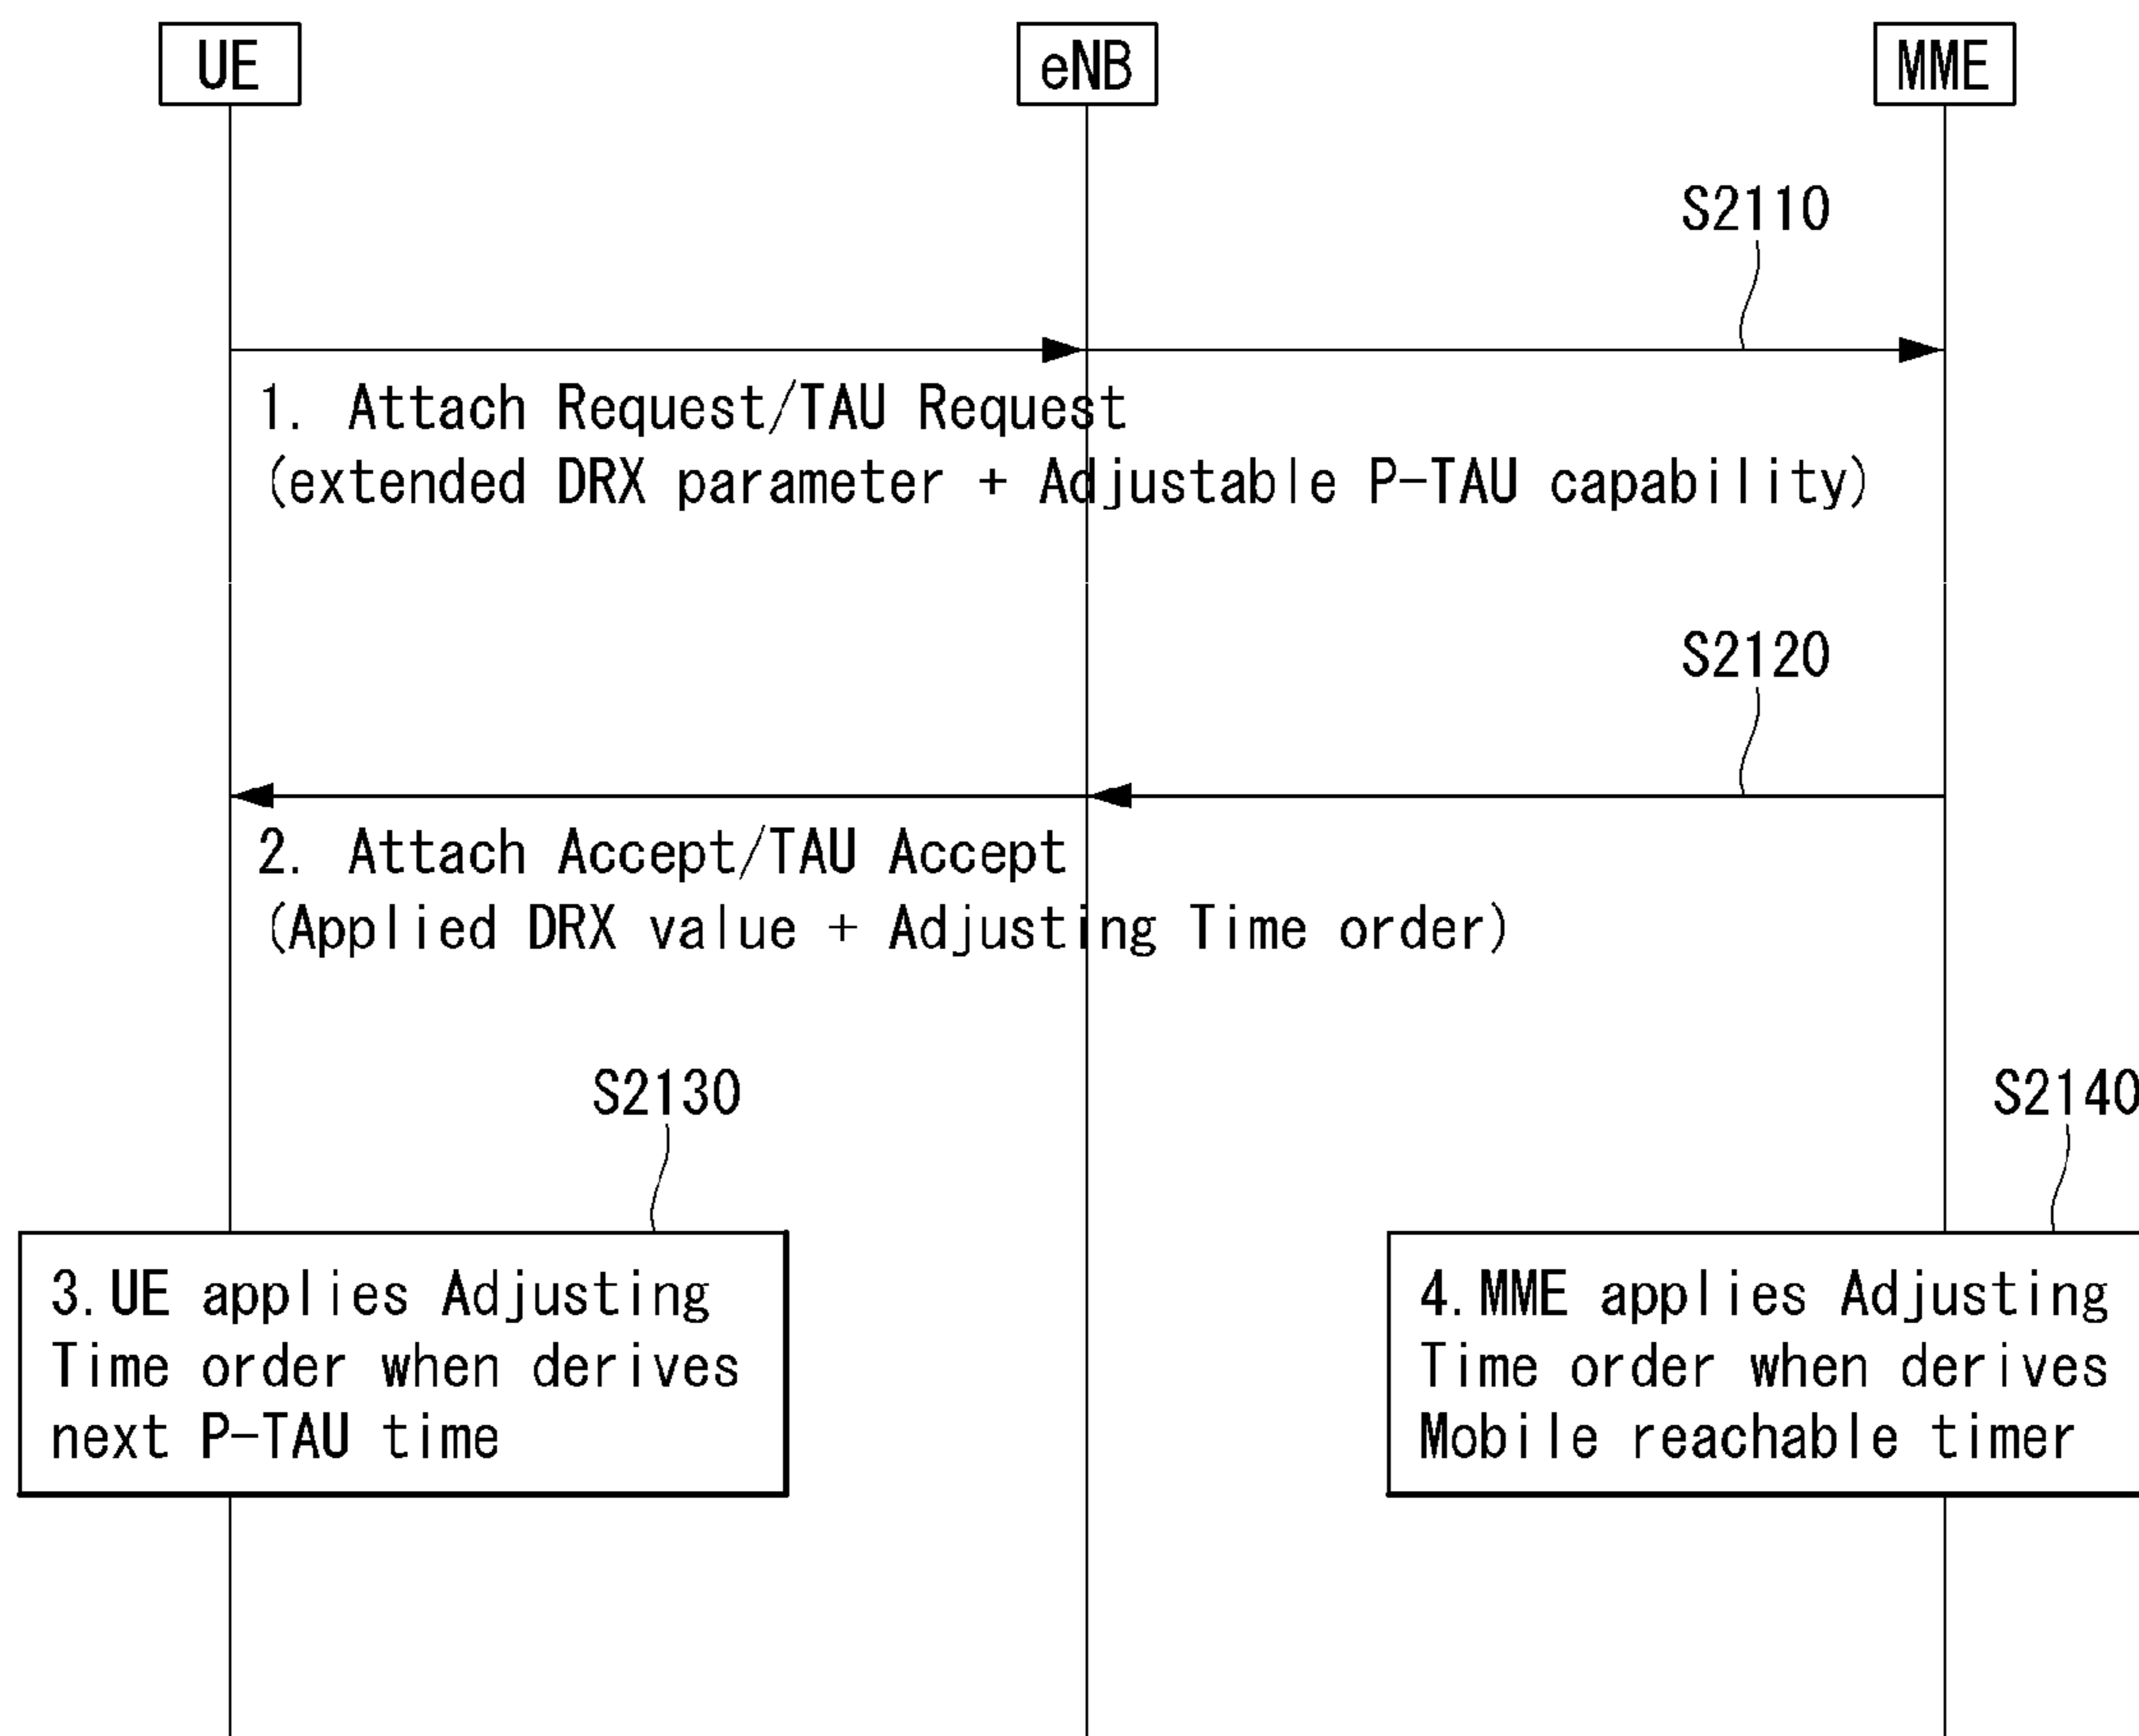 UE
eNB
MME
S2110
1. Attach Request/TAU Request
(extended DRX parameter + Adjustable P-TAU capability)
S2120
2. Attach Accept/TAU Accept
(Applied DRX value + Adjusting Time order)
S2130
S2140
3. UE applies Adjusting
Time order when derives
next P-TAU time
4. MME applies Adjusting
Time order when derives
Mobile reachable timer